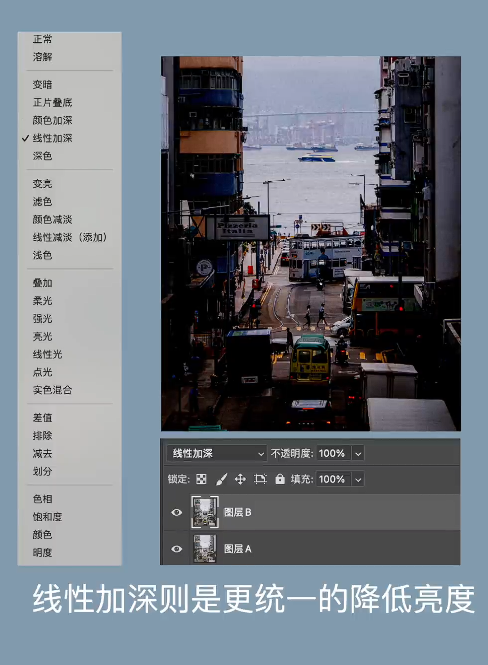 正常
溶解
变暗
正片叠底
颜色加深
线性加深
深色
变亮
滤色
颜色减淡
线性减淡（添加）
浅色
叠加
柔光
强光
亮光
线性光
点光
实色混合
差值
排除
减去
划分
色相
饱和度
颜色
明度
Pizzeria
Italia
P
线性加深 不透明度: 100%
锁定: 填充: 100%
图层B
图层A
线性加深则是更统一的降低亮度